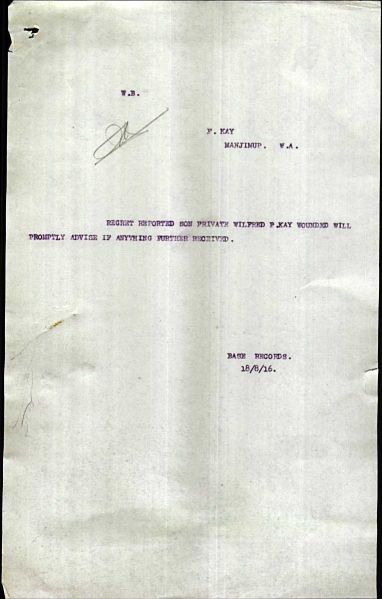 W.B.
F. KAY
MANJIMUP. W.A.
REGRET REPORTED SON PRIVATE WILFRED P.KAY WOUNDED WILL
PROMPTLY ADVISE IF ANYTHING FURTHER RECEIVED.
BASE RECORDS.
18/8/16.